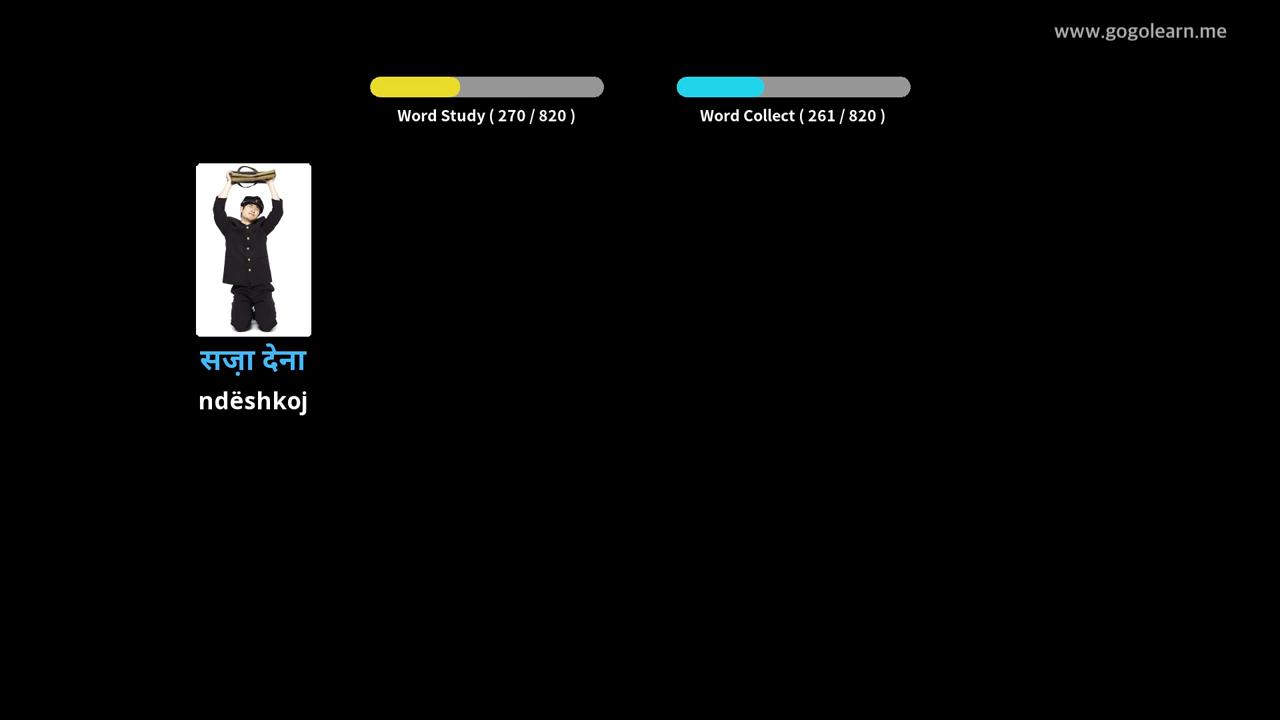 www.gogolearn.me
Word Study ( 270 / 820 )
Word Collect ( 261 / 820 )
सज़ा देना
ndëshkoj